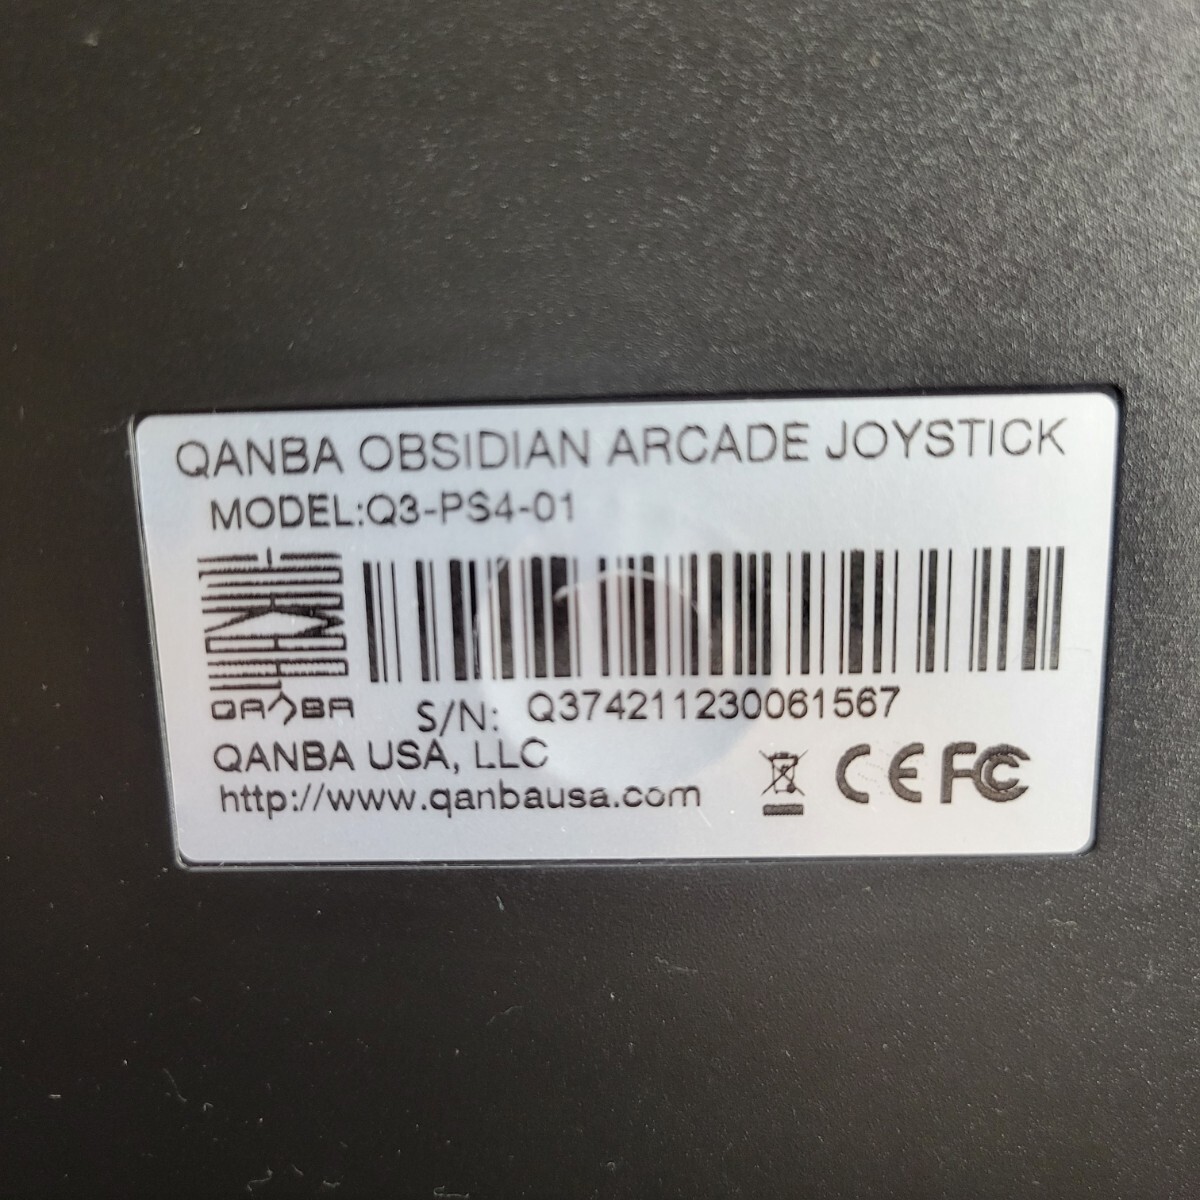 QANBA OBSIDIAN ARCADE JOYSTICK
MODEL:Q3-PS4-01
QANBA
S/N: Q374211230061567
QANBA USA, LLC
http://www.qanbausa.com
CE FC